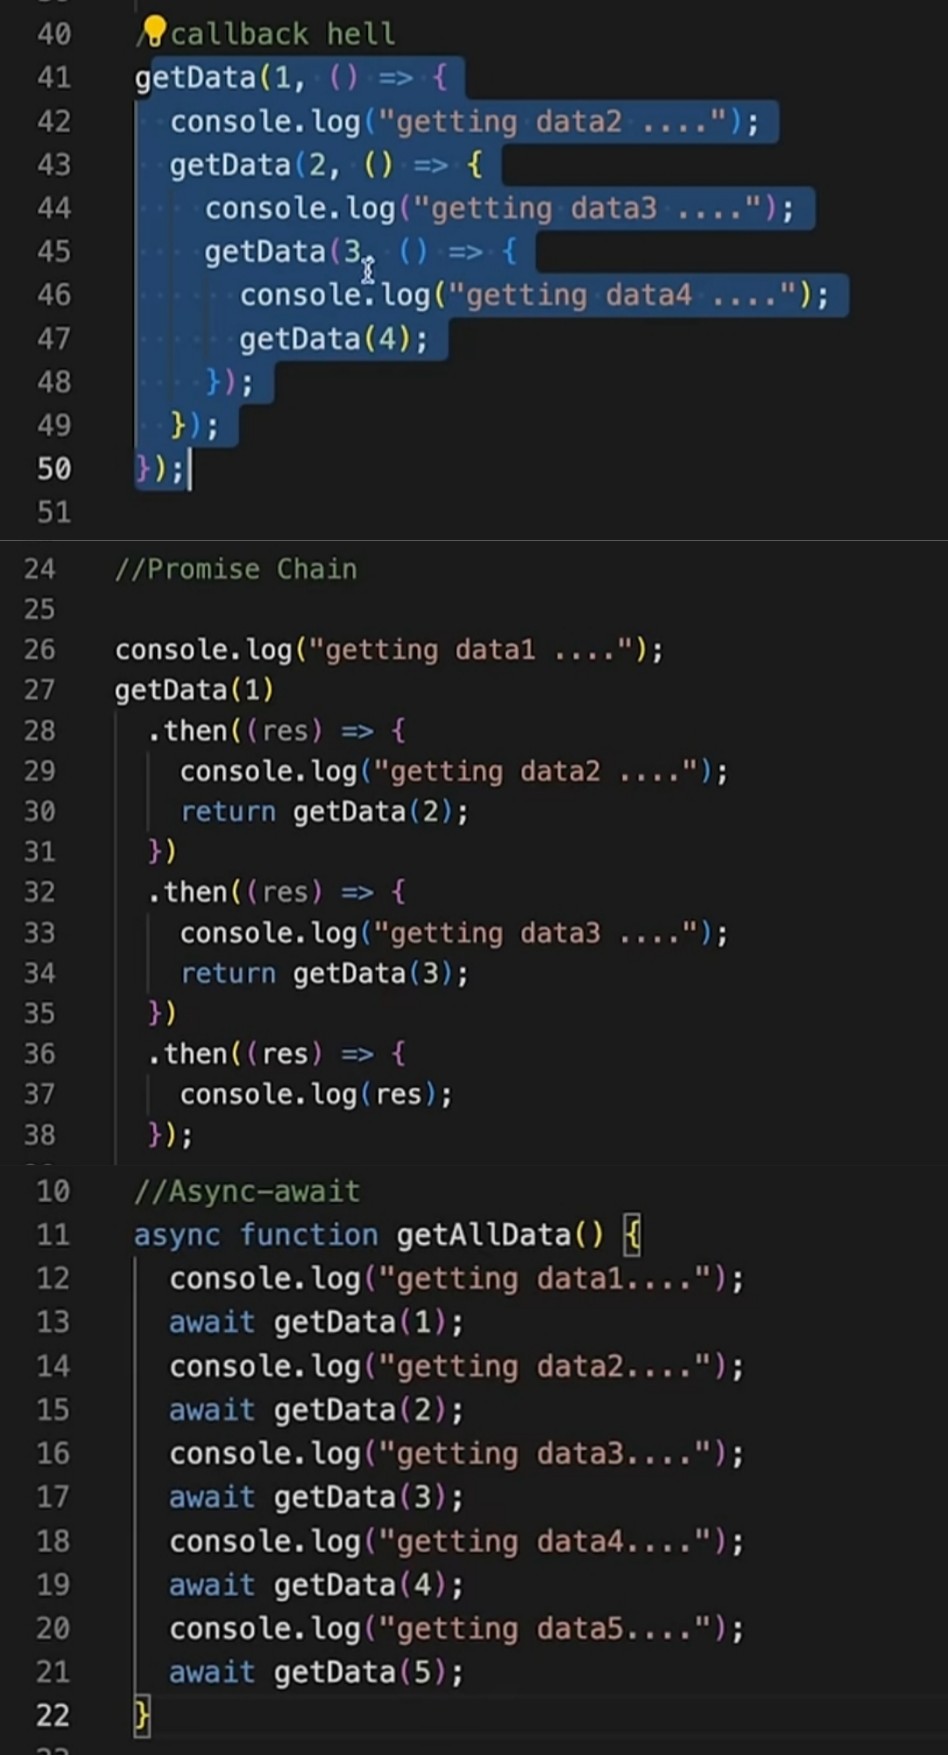 40 /callback hell
41 getData(1, () => {
42 console.log("getting data2 ....");
43 getData(2, () => {
44 console.log("getting data3 ....");
45 getData(3, () => {
46 console.log("getting data4 ....");
47 getData(4);
48 });
49 });
50 });
51
24 //Promise Chain
25
26 console.log("getting data1 ....");
27 getData(1)
28 .then((res) => {
29 console.log("getting data2 ....");
30 return getData(2);
31 })
32 .then((res) => {
33 console.log("getting data3 ....");
34 return getData(3);
35 })
36 .then((res) => {
37 console.log(res);
38 });
10 //Async-await
11 async function getAllData() {
12 console.log("getting data1....");
13 await getData(1);
14 console.log("getting data2....");
15 await getData(2);
16 console.log("getting data3....");
17 await getData(3);
18 console.log("getting data4....");
19 await getData(4);
20 console.log("getting data5....");
21 await getData(5);
22 }